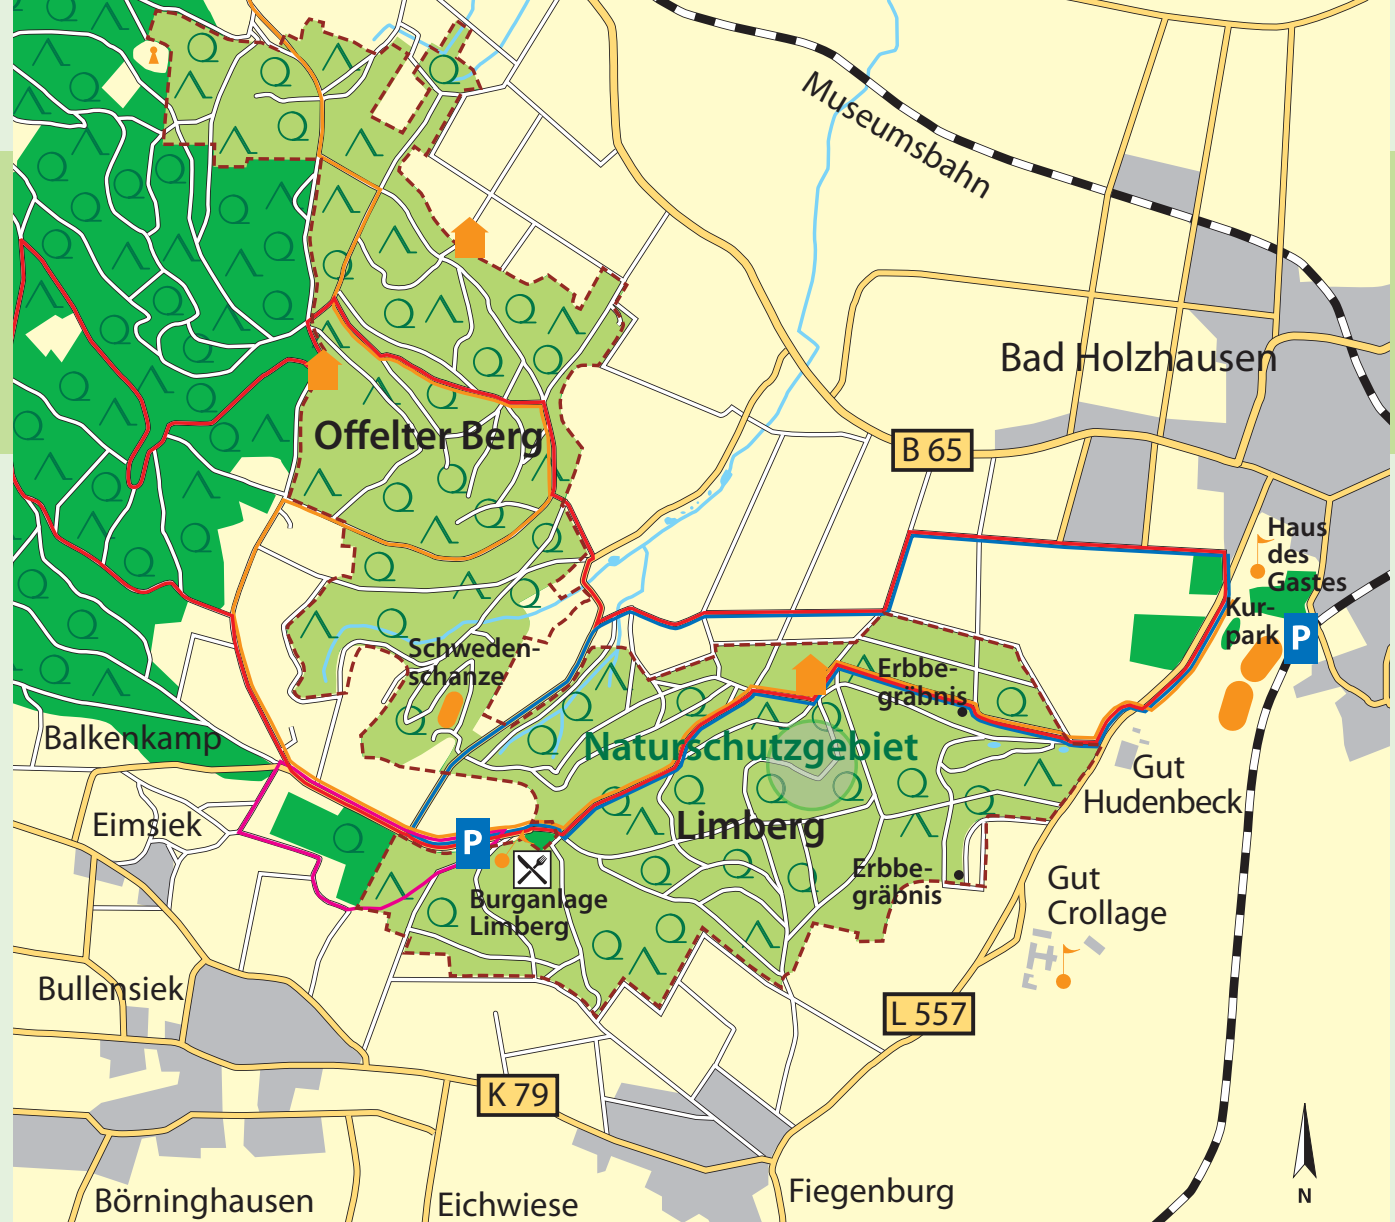 Museumsbahn
Bad Holzhausen
B 65
Offelter Berg
Haus
des
Gastes
Kur-
park
P
Schweden-
schanze
Erbbe-
gräbnis
Balkenkamp
Naturschutzgebiet
Limberg
Gut
Hudenbeck
Eimsiek
P
Burganlage
Limberg
Erbbe-
gräbnis
Gut
Crollage
Bullensiek
L 557
K 79
Börninghausen
Eichwiese
Fiegenburg
N